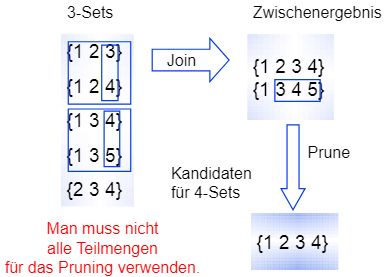 3-Sets
{1 2 3}
{1 2 4}
{1 3 4}
{1 3 5}
{2 3 4}
Join
Zwischenergebnis
{1 2 3 4}
{1 3 4 5}
Prune
Kandidaten
für 4-Sets
{1 2 3 4}
Man muss nicht
alle Teilmengen
für das Pruning verwenden.